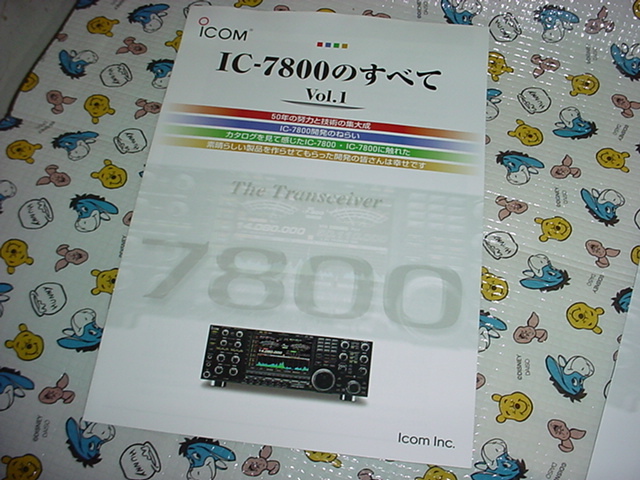 ICOM
IC-7800のすべて
Vol.1
50年の努力と技術の集大成
IC-7800開発のねらい
カタログを見て感じたIC-7800・IC-7800に触れた
素晴らしい製品を作らせてもらった開発の皆さんは幸せです
The Transceiver
7800
Icom Inc.
HUNNY
©DISNEY